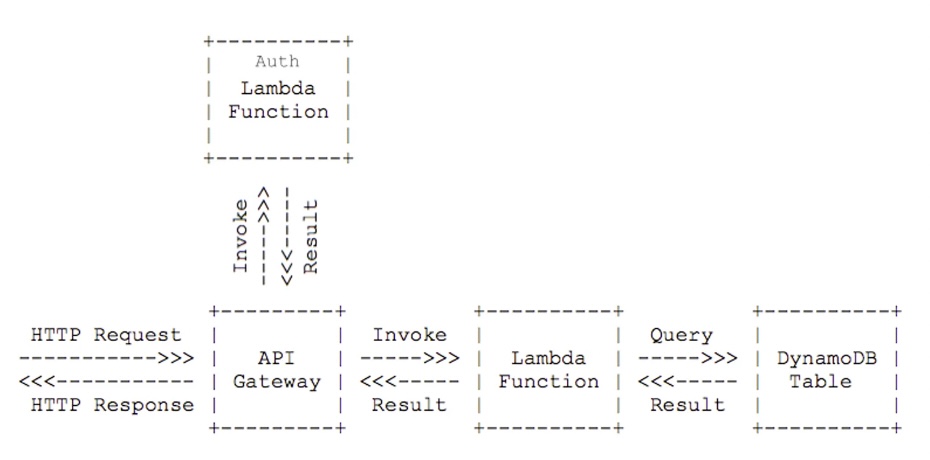 Auth
Lambda
Function
Invoke
Result
HTTP Request
HTTP Response
API
Gateway
Invoke
Result
Lambda
Function
Query
Result
DynamoDB
Table